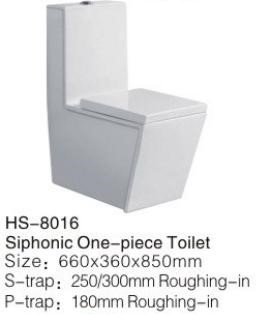 HS-8016
Siphonic One-piece Toilet
Size：660x360x850mm
S-trap：250/300mm Roughing-in
P-trap：180mm Roughing-in